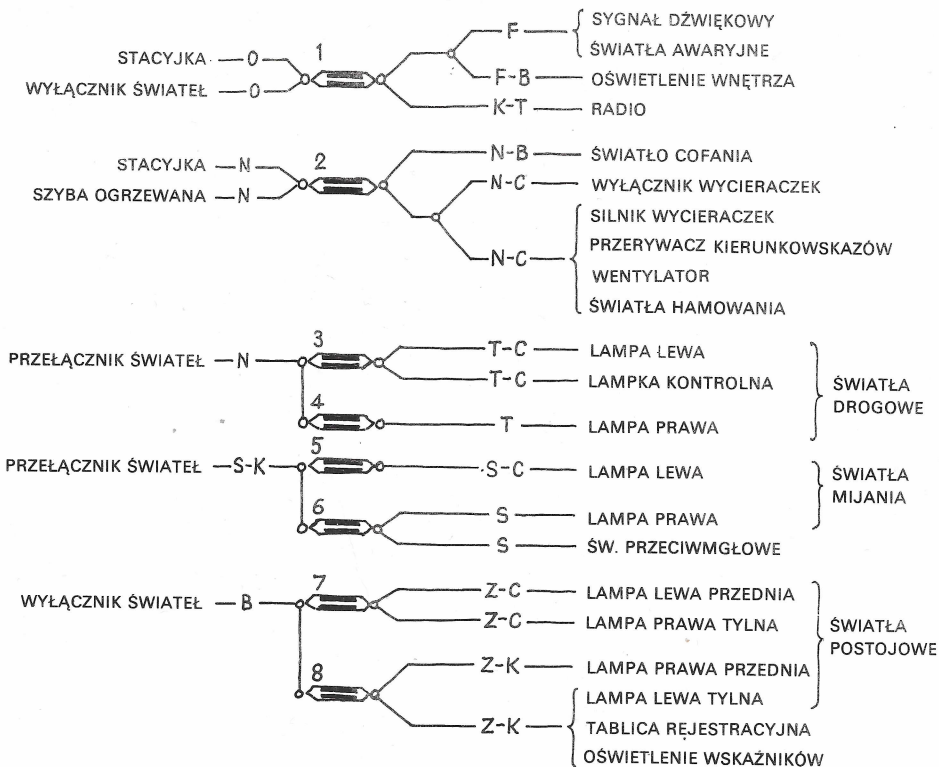 SYGNAŁ DŹWIĘKOWY
F
1
STACYJKA O
ŚWIATŁA AWARYJNE
F-B OŚWIETLENIE WNĘTRZA
WYŁĄCZNIK ŚWIATEŁ O
K-T RADIO
N-B ŚWIATŁO COFANIA
STACYJKA N 2
N-C WYŁĄCZNIK WYCIERACZEK
SZYBA OGRZEWANA N
SILNIK WYCIERACZEK
PRZERYWACZ KIERUNKOWSKAZÓW
N-C
WENTYLATOR
ŚWIATŁA HAMOWANIA
3
T-C LAMPA LEWA
PRZEŁĄCZNIK ŚWIATEŁ N
T-C LAMPKA KONTROLNA
ŚWIATŁA
DROGOWE
4
T LAMPA PRAWA
5
PRZEŁĄCZNIK ŚWIATEŁ S-K
S-C LAMPA LEWA
ŚWIATŁA
MIJANIA
6
S LAMPA PRAWA
S ŚW. PRZECIWMGŁOWE
7
Z-C LAMPA LEWA PRZEDNIA
WYŁĄCZNIK ŚWIATEŁ B
Z-C LAMPA PRAWA TYLNA
ŚWIATŁA
POSTOJOWE
8
Z-K LAMPA PRAWA PRZEDNIA
LAMPA LEWA TYLNA
Z-K TABLICA REJESTRACYJNA
OŚWIETLENIE WSKAŹNIKÓW